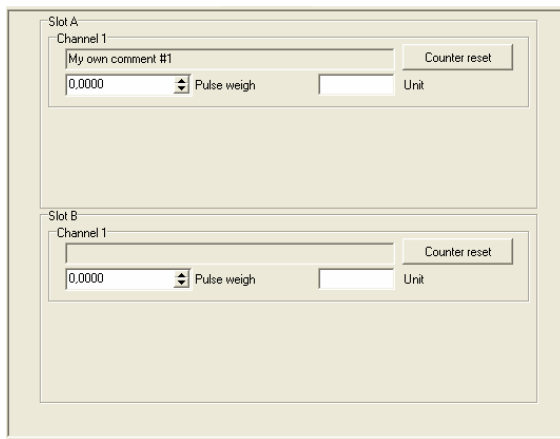 Slot A
Channel 1
My own comment #1 Counter reset
0,0000 Pulse weigh Unit
Slot B
Channel 1
Counter reset
0,0000 Pulse weigh Unit